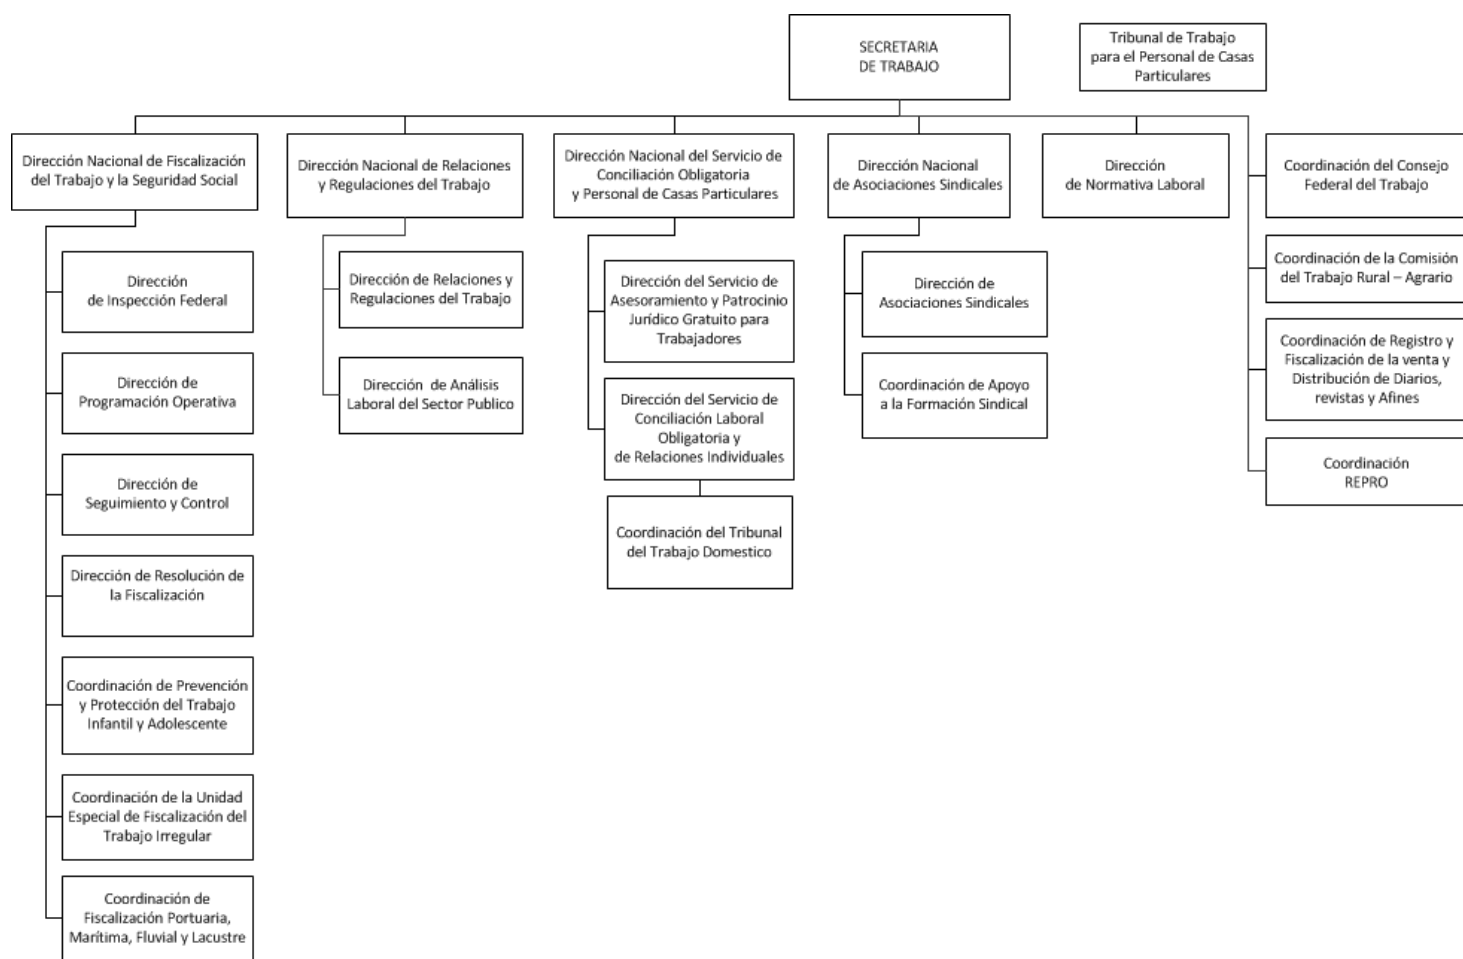 SECRETARIA
DE TRABAJO
Tribunal de Trabajo
para el Personal de Casas
Particulares
Dirección Nacional de Fiscalización
del Trabajo y la Seguridad Social
Dirección Nacional de Relaciones
y Regulaciones del Trabajo
Dirección Nacional del Servicio de
Conciliación Obligatoria
y Personal de Casas Particulares
Dirección Nacional
de Asociaciones Sindicales
Dirección
de Normativa Laboral
Coordinación del Consejo
Federal del Trabajo
Dirección
de Inspección Federal
Dirección de
Programación Operativa
Dirección de
Seguimiento y Control
Dirección de Resolución de
la Fiscalización
Coordinación de Prevención
y Protección del Trabajo
Infantil y Adolescente
Coordinación de la Unidad
Especial de Fiscalización del
Trabajo Irregular
Coordinación de
Fiscalización Portuaria,
Marítima, Fluvial y Lacustre
Dirección de Relaciones y
Regulaciones del Trabajo
Dirección de Análisis
Laboral del Sector Publico
Dirección del Servicio de
Asesoramiento y Patrocinio
Jurídico Gratuito para
Trabajadores
Dirección del Servicio de
Conciliación Laboral
Obligatoria y
de Relaciones Individuales
Coordinación del Tribunal
del Trabajo Domestico
Dirección de
Asociaciones Sindicales
Coordinación de Apoyo
a la Formación Sindical
Coordinación de la Comisión
del Trabajo Rural – Agrario
Coordinación de Registro y
Fiscalización de la venta y
Distribución de Diarios,
revistas y Afines
Coordinación
REPRO